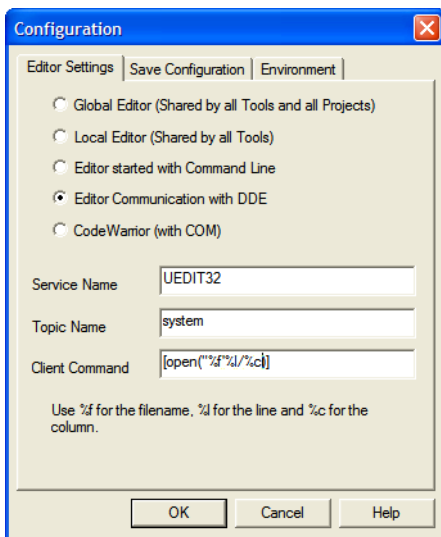 Configuration
Editor Settings Save Configuration Environment
Global Editor (Shared by all Tools and all Projects)
Local Editor (Shared by all Tools)
Editor started with Command Line
Editor Communication with DDE
CodeWarrior (with COM)
Service Name UEDIT32
Topic Name system
Client Command [open("%f"%l/%c)]
Use %f for the filename, %l for the line and %c for the
column.
OK Cancel Help